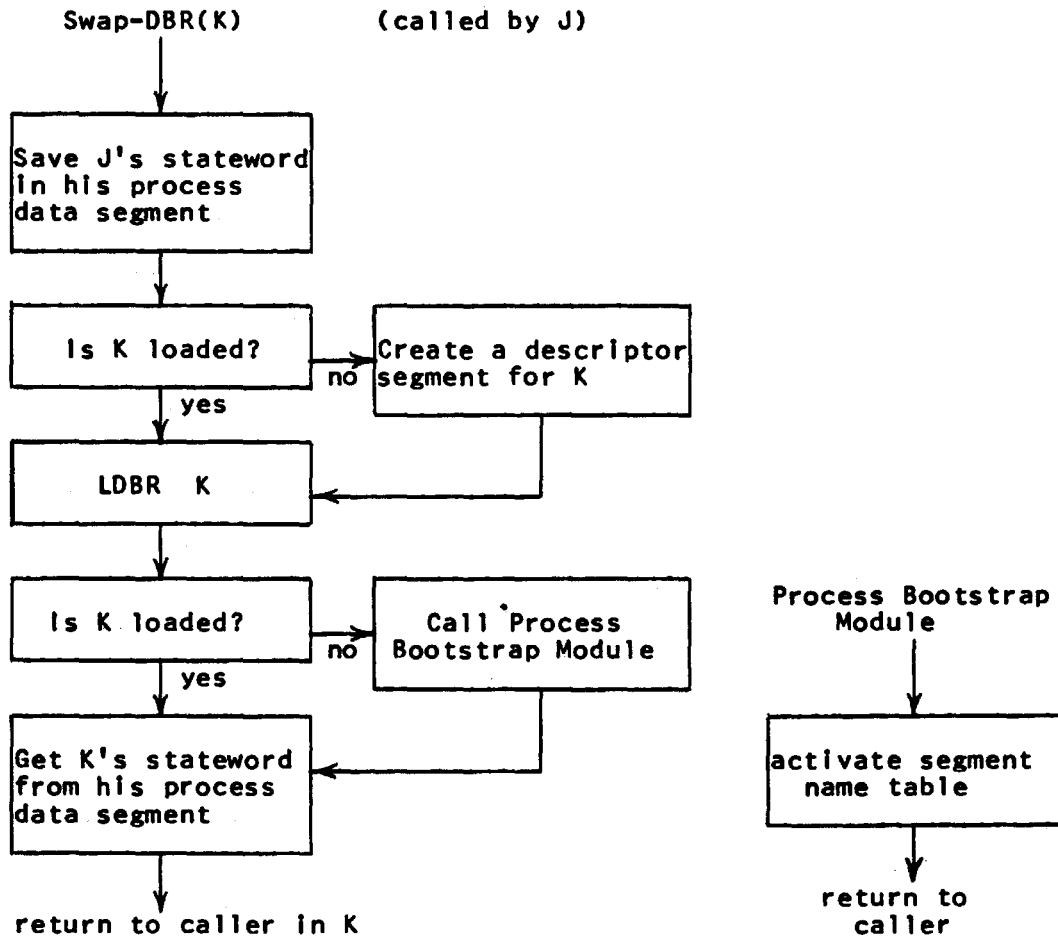 Swap-DBR(K) (called by J)
Save J's stateword
in his process
data segment
Is K loaded?
no
Create a descriptor
segment for K
yes
LDBR K
Is K loaded?
no
Call Process
Bootstrap Module
yes
Get K's stateword
from his process
data segment
return to caller in K
Process Bootstrap
Module
activate segment
name table
return to
caller